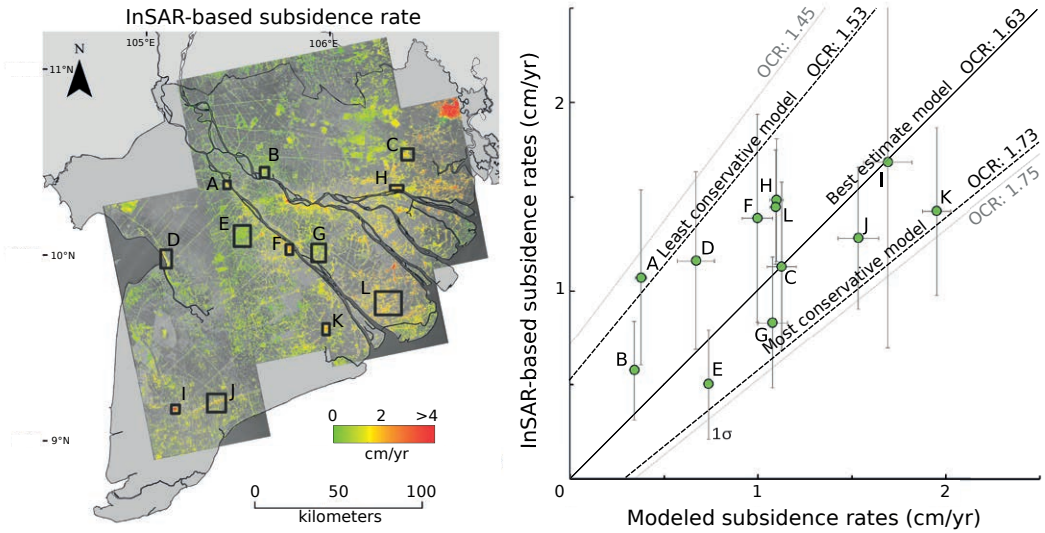 InSAR-based subsidence rate
105°E
106°E
N
11°N
10°N
9°N
A
B
C
H
D
E
F
G
L
K
I
J
0 2 >4
cm/yr
0 50 100
kilometers
InSAR-based subsidence rates (cm/yr)
2
1
0
1
2
Modeled subsidence rates (cm/yr)
OCR: 1.45
OCR: 1.53
OCR: 1.63
OCR: 1.73
OCR: 1.75
Least conservative model
Best estimate model
Most conservative model
A
B
D
E
F
H
L
C
G
I
J
K
1σ